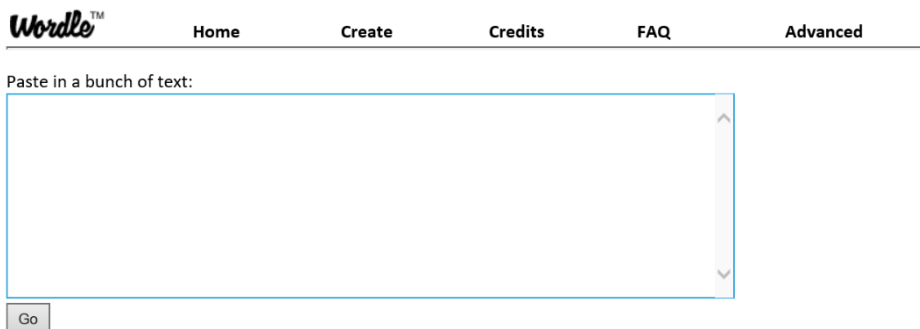 Wordle™ Home Create Credits FAQ Advanced
Paste in a bunch of text:
Go